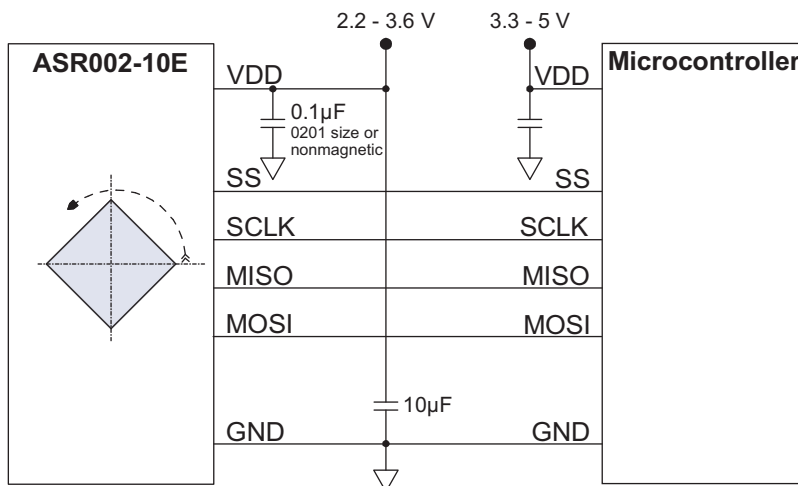 2.2 - 3.6 V
3.3 - 5 V
ASR002-10E
Microcontroller
VDD
VDD
0.1µF
0201 size or
nonmagnetic
SS
SS
SCLK
SCLK
MISO
MISO
MOSI
MOSI
10µF
GND
GND